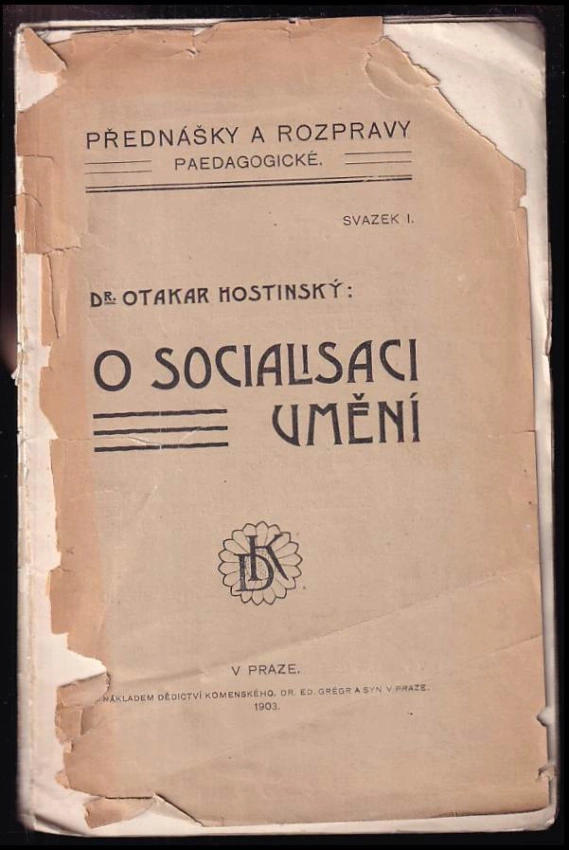 PŘEDNÁŠKY A ROZPRAVY
PAEDAGOGICKÉ.
SVAZEK I.
DR. OTAKAR HOSTINSKÝ:
O SOCIALISACI
UMĚNÍ
DK
V PRAZE.
NÁKLADEM DĚDICTVÍ KOMENSKÉHO. DR. ED. GRÉGR A SYN V PRAZE.
1903.